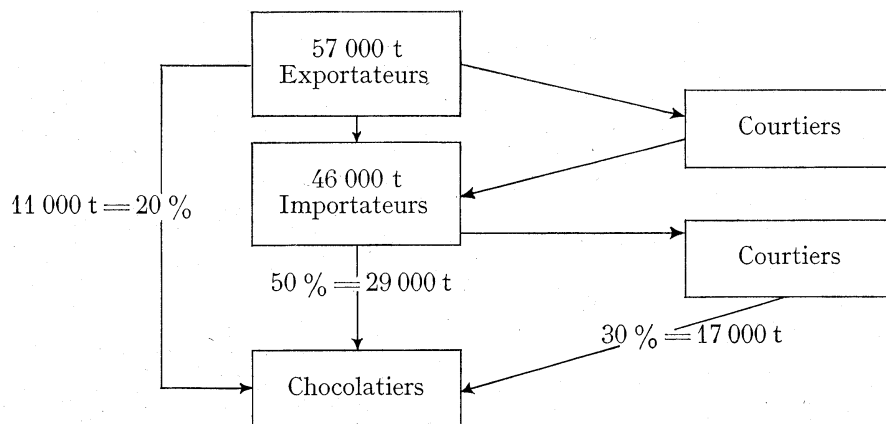 57 000 t
Exportateurs
Courtiers
46 000 t
Importateurs
11 000 t = 20 %
Courtiers
50 % = 29 000 t
30 % = 17 000 t
Chocolatiers